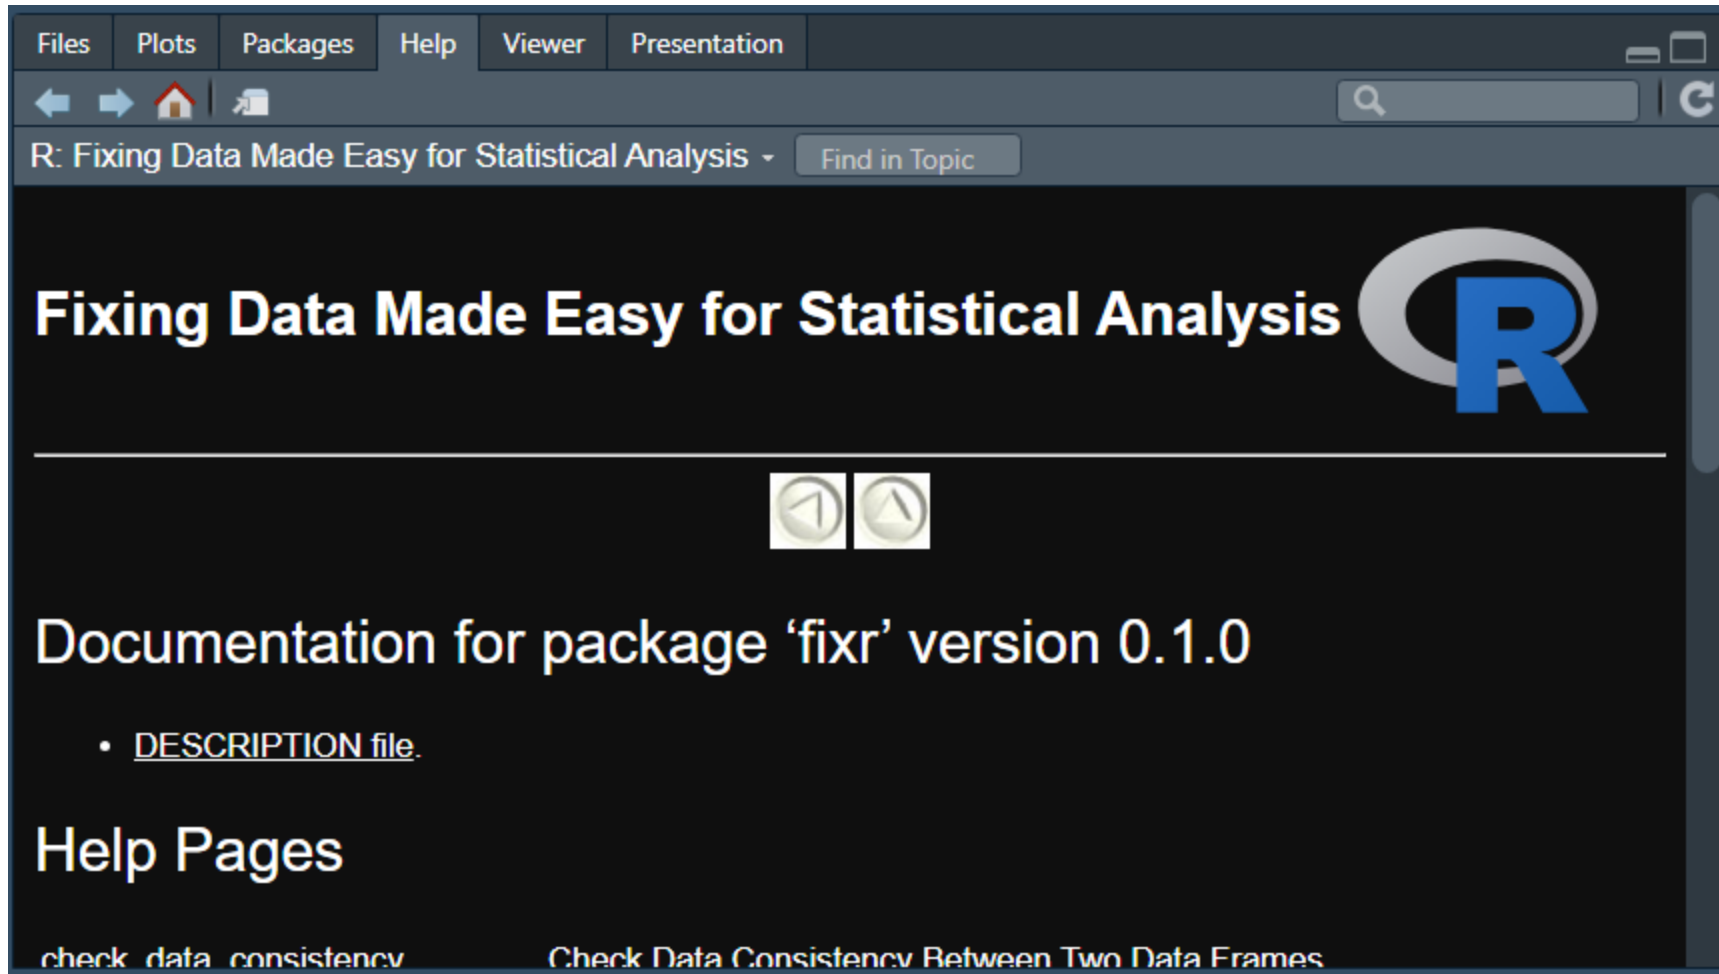 Files Plots Packages Help Viewer Presentation
R: Fixing Data Made Easy for Statistical Analysis Find in Topic
Fixing Data Made Easy for Statistical Analysis R
Documentation for package ‘fixr’ version 0.1.0
• DESCRIPTION file.
Help Pages
check_data_consistency Check Data Consistency Between Two Data Frames